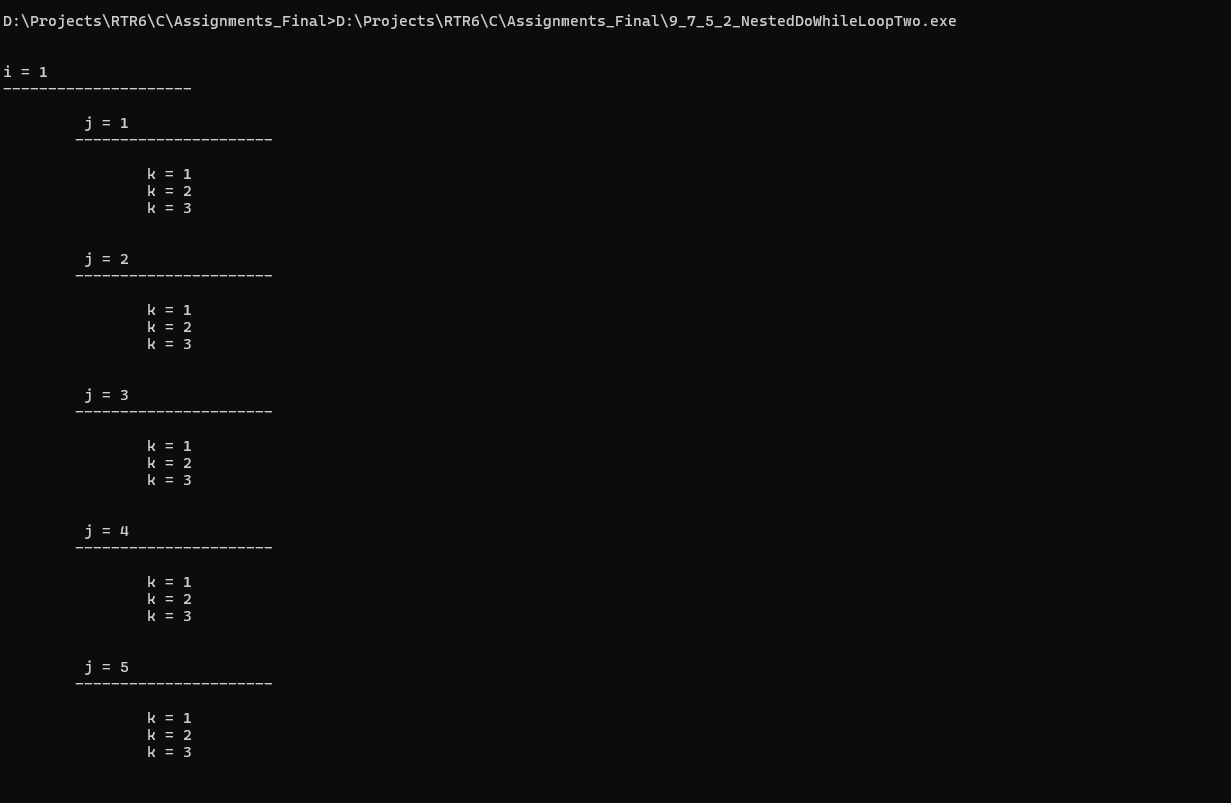 D:\Projects\RTR6\C\Assignments_Final>D:\Projects\RTR6\C\Assignments_Final\9_7_5_2_NestedDoWhileLoopTwo.exe
i = 1
---------------------
j = 1
----------------------
k = 1
k = 2
k = 3
j = 2
----------------------
k = 1
k = 2
k = 3
j = 3
----------------------
k = 1
k = 2
k = 3
j = 4
----------------------
k = 1
k = 2
k = 3
j = 5
----------------------
k = 1
k = 2
k = 3